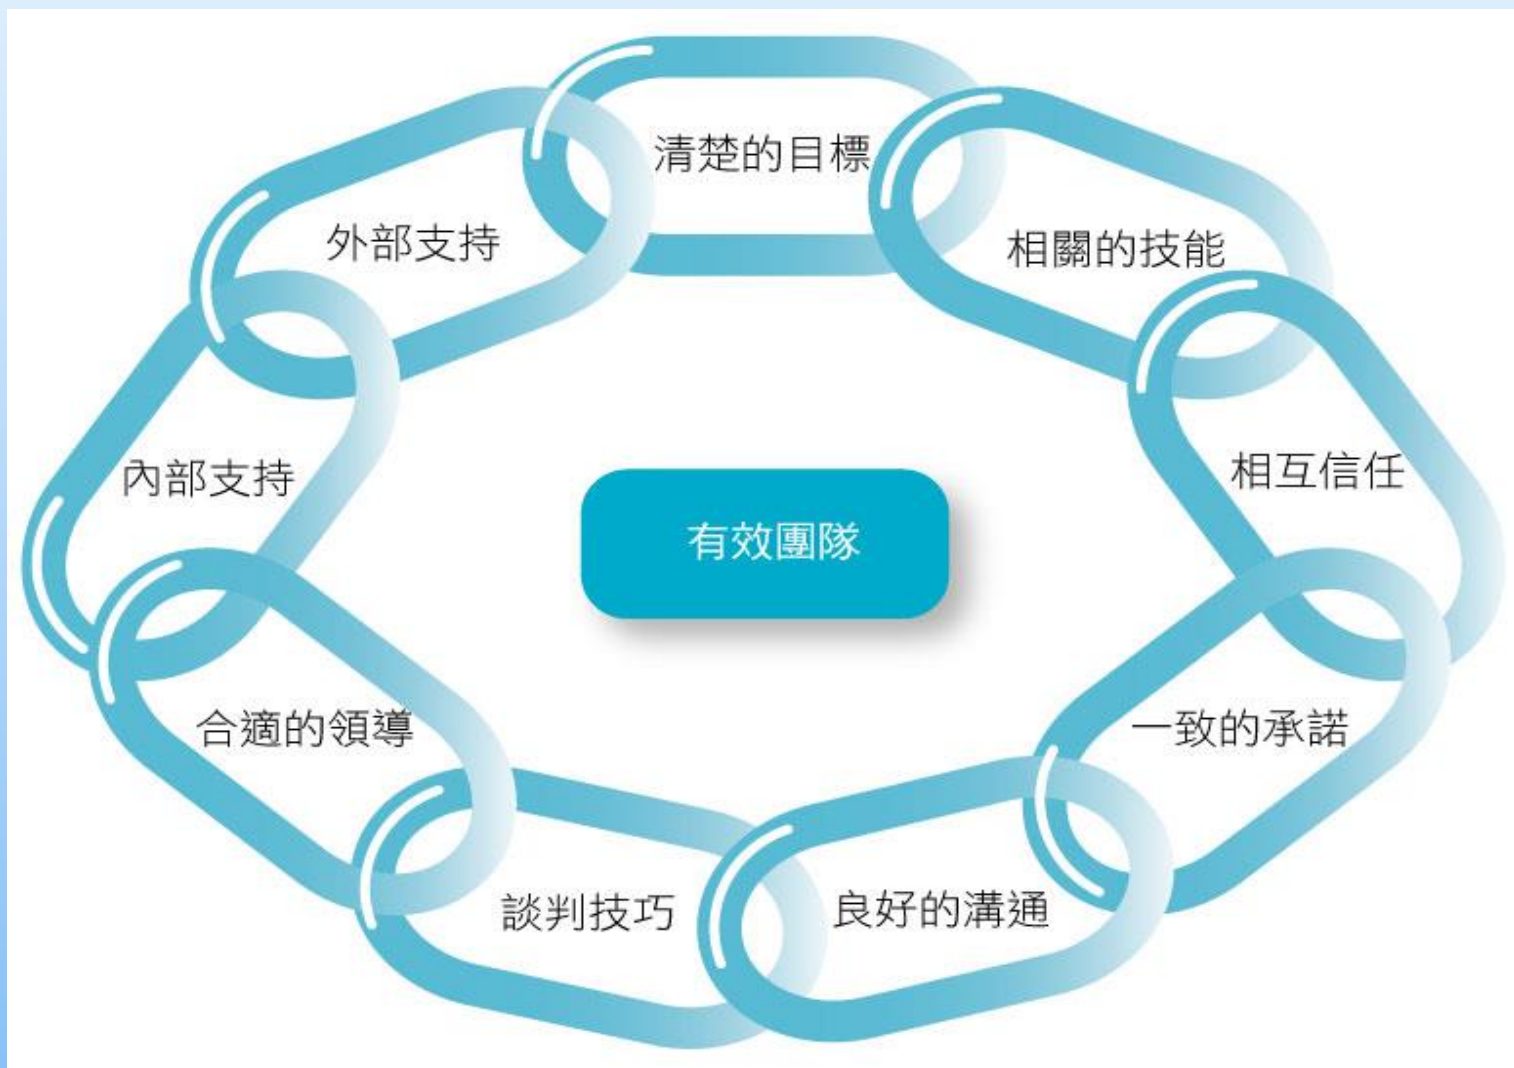 清楚的目標
相關的技能
相互信任
一致的承諾
良好的溝通
談判技巧
合適的領導
內部支持
外部支持
有效團隊